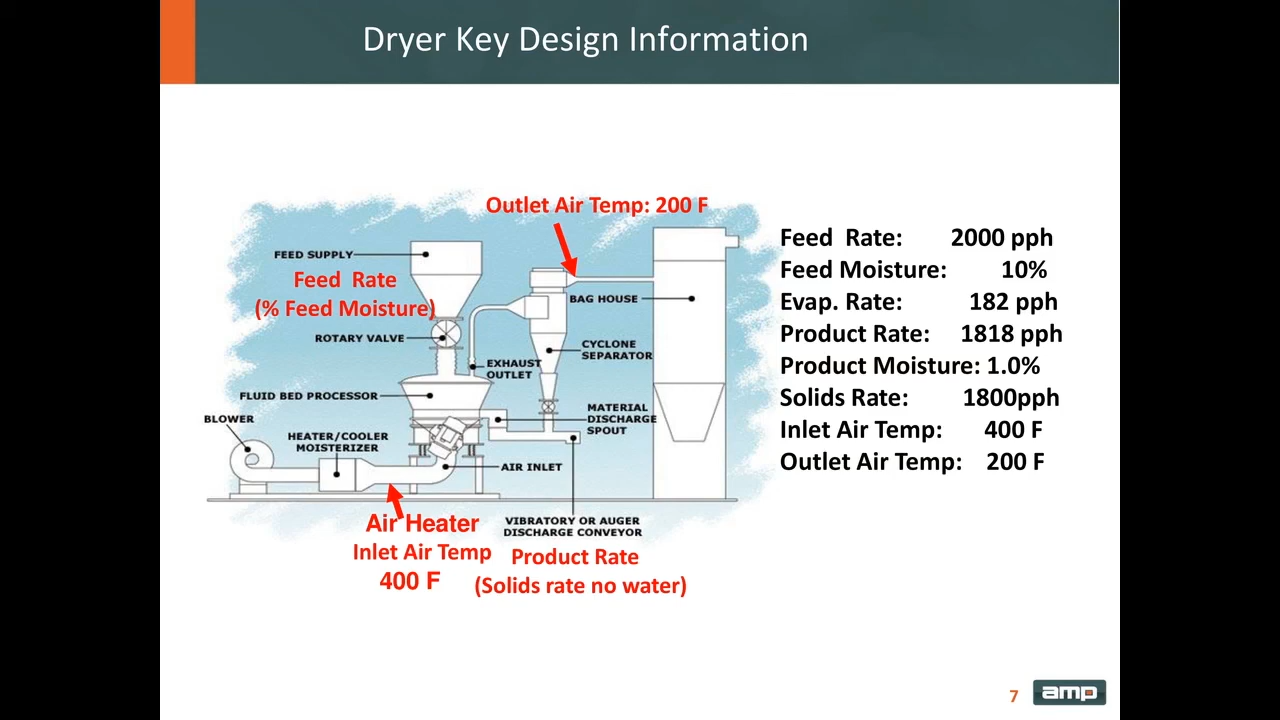 Dryer Key Design Information
Outlet Air Temp: 200 F
FEED SUPPLY
Feed Rate
(% Feed Moisture)
ROTARY VALVE
BAG HOUSE
CYCLONE
SEPARATOR
EXHAUST
OUTLET
FLUID BED PROCESSOR
BLOWER
HEATER/COOLER
MOISTERIZER
MATERIAL
DISCHARGE
SPOUT
AIR INLET
VIBRATORY OR AUGER
DISCHARGE CONVEYOR
Air Heater
Inlet Air Temp
400 F
Product Rate
(Solids rate no water)
Feed Rate: 2000 pph
Feed Moisture: 10%
Evap. Rate: 182 pph
Product Rate: 1818 pph
Product Moisture: 1.0%
Solids Rate: 1800pph
Inlet Air Temp: 400 F
Outlet Air Temp: 200 F
7
amp